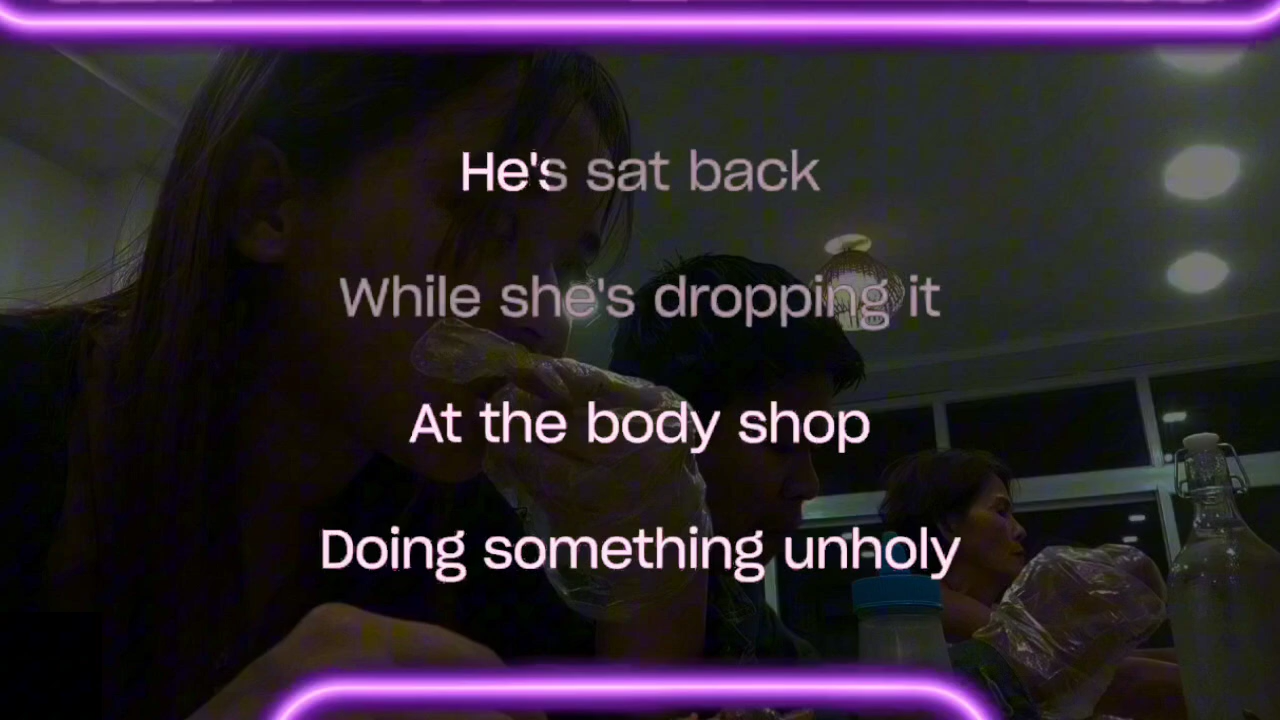 He's sat back
While she's dropping it
At the body shop
Doing something unholy